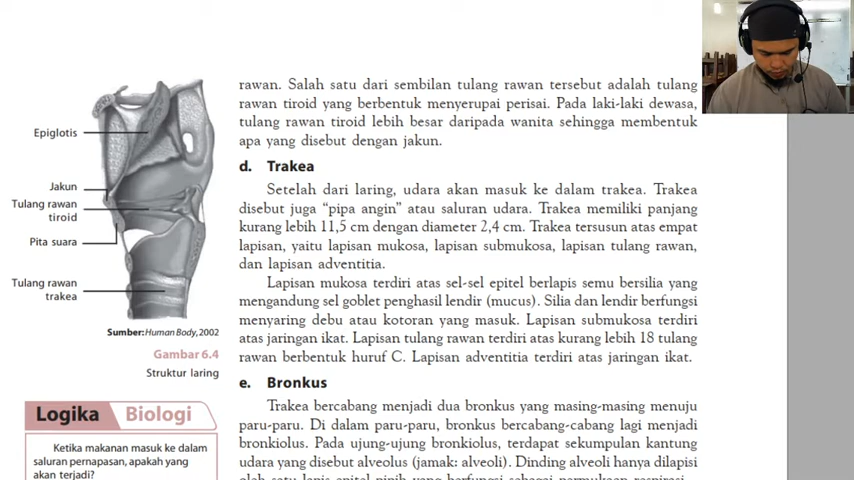 rawan. Salah satu dari sembilan tulang rawan tersebut adalah tulang
rawan tiroid yang berbentuk menyerupai perisai. Pada laki-laki dewasa,
tulang rawan tiroid lebih besar daripada wanita sehingga membentuk
apa yang disebut dengan jakun.
d. Trakea
Setelah dari laring, udara akan masuk ke dalam trakea. Trakea
disebut juga “pipa angin” atau saluran udara. Trakea memiliki panjang
kurang lebih 11,5 cm dengan diameter 2,4 cm. Trakea tersusun atas empat
lapisan, yaitu lapisan mukosa, lapisan submukosa, lapisan tulang rawan,
dan lapisan adventitia.
Lapisan mukosa terdiri atas sel-sel epitel berlapis semu bersilia yang
mengandung sel goblet penghasil lendir (mucus). Silia dan lendir berfungsi
menyaring debu atau kotoran yang masuk. Lapisan submukosa terdiri
atas jaringan ikat. Lapisan tulang rawan terdiri atas kurang lebih 18 tulang
rawan berbentuk huruf C. Lapisan adventitia terdiri atas jaringan ikat.
e. Bronkus
Trakea bercabang menjadi dua bronkus yang masing-masing menuju
paru-paru. Di dalam paru-paru, bronkus bercabang-cabang lagi menjadi
bronkiolus. Pada ujung-ujung bronkiolus, terdapat sekumpulan kantung
udara yang disebut alveolus (jamak: alveoli). Dinding alveoli hanya dilapisi
oleh satu lapis epitel pipih yang berfungsi sebagai permukaan respirasi.
Epiglotis
Jakun
Tulang rawan
tiroid
Pita suara
Tulang rawan
trakea
Sumber: Human Body, 2002
Gambar 6.4
Struktur laring
Logika Biologi
Ketika makanan masuk ke dalam
saluran pernapasan, apakah yang
akan terjadi?